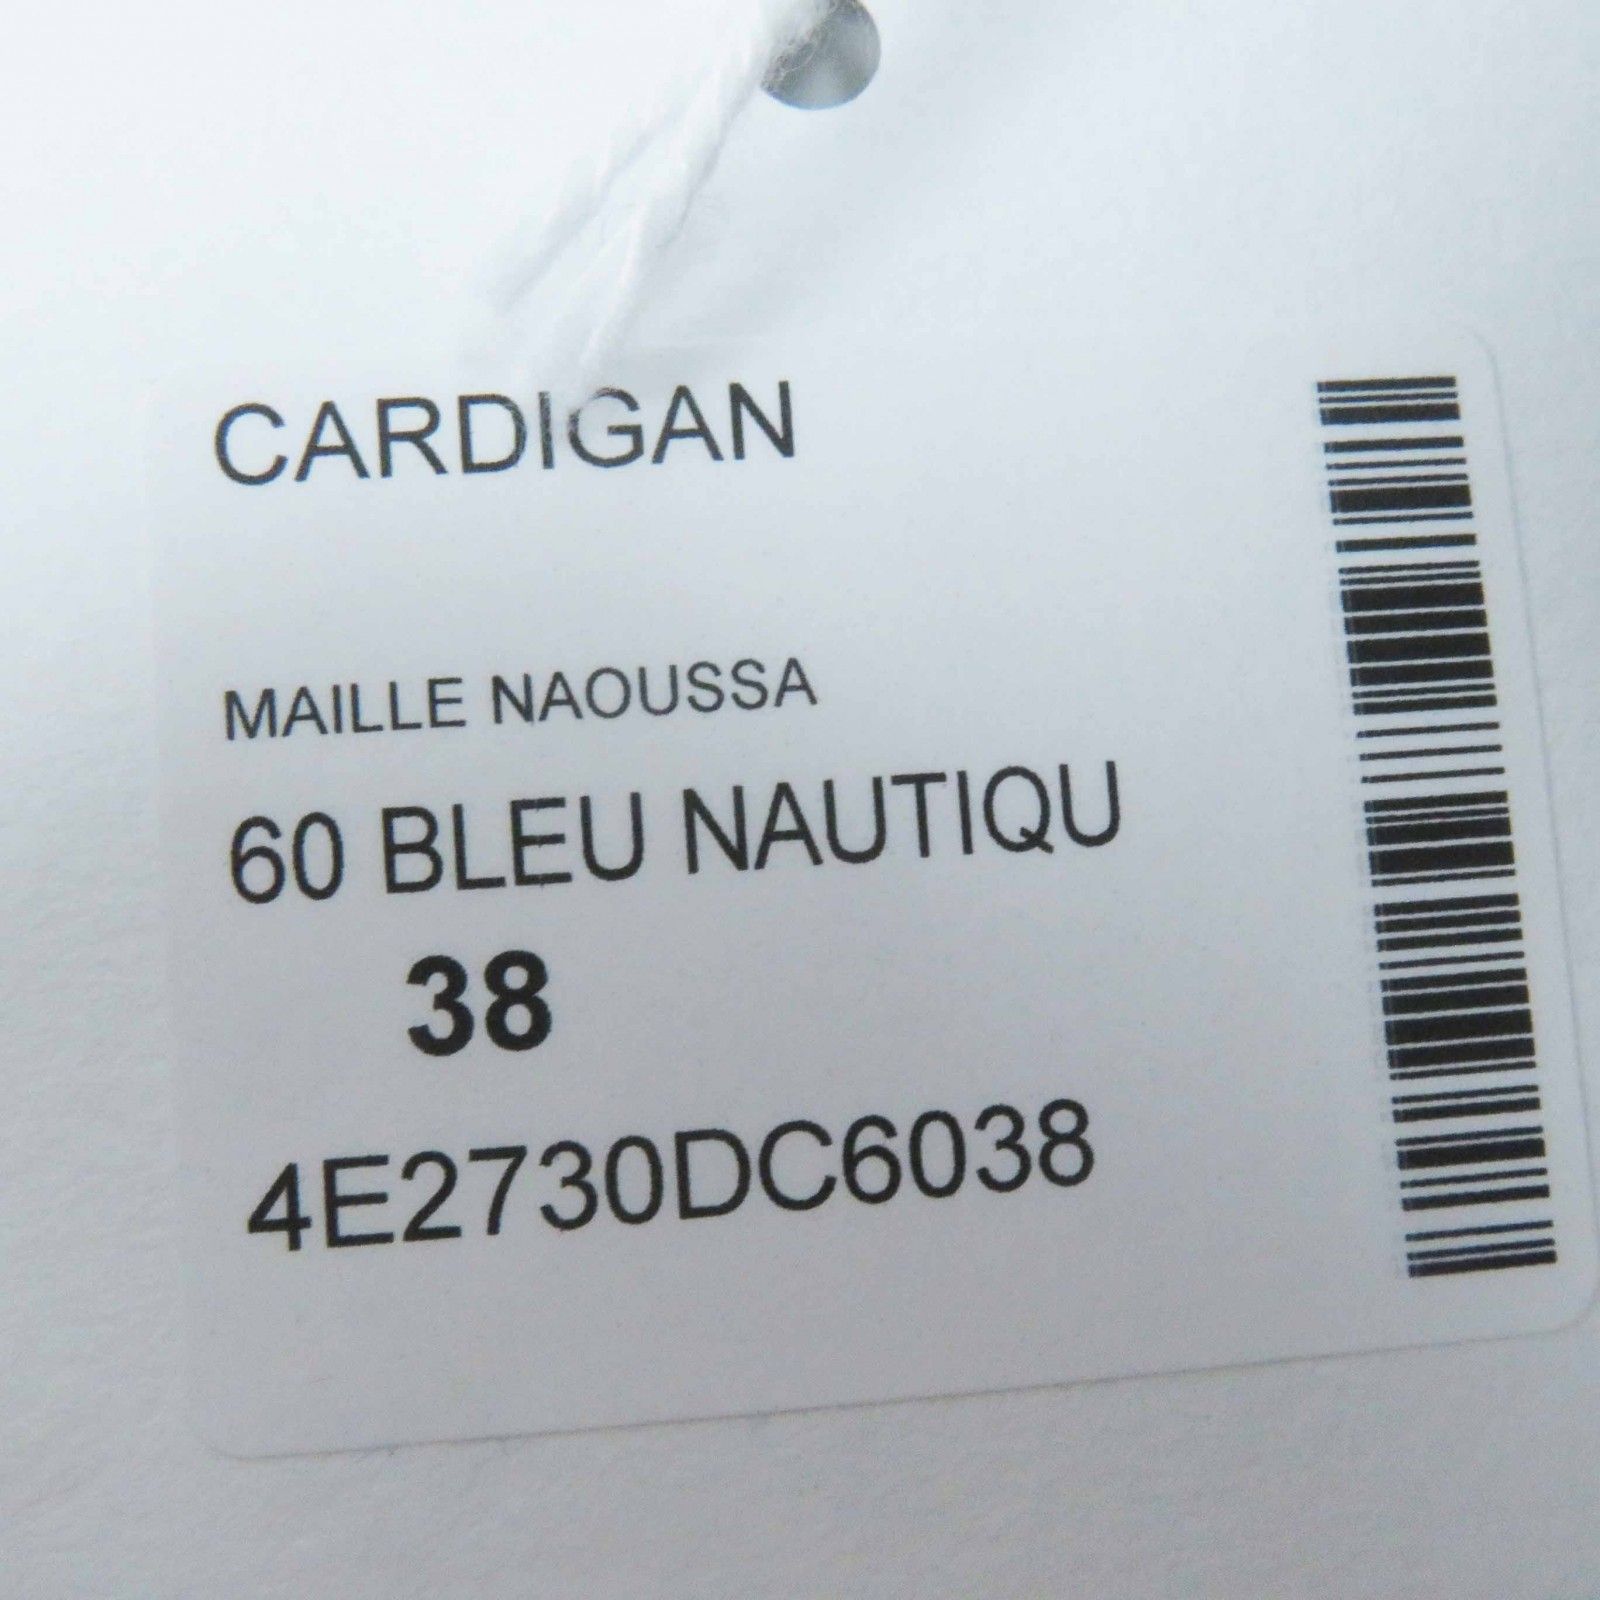 CARDIGAN
MAILLE NAOUSSA
60 BLEU NAUTIQU
38
4E2730DC6038